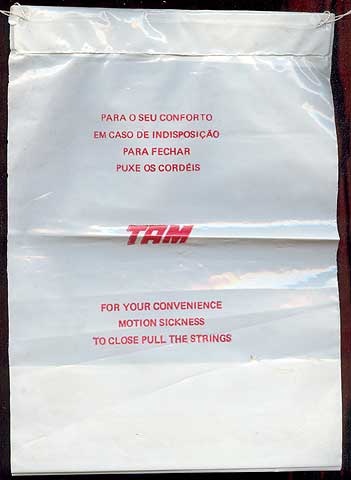 PARA O SEU CONFORTO
EM CASO DE INDISPOSIÇÃO
PARA FECHAR
PUXE OS CORDÉIS
TAM
FOR YOUR CONVENIENCE
MOTION SICKNESS
TO CLOSE PULL THE STRINGS